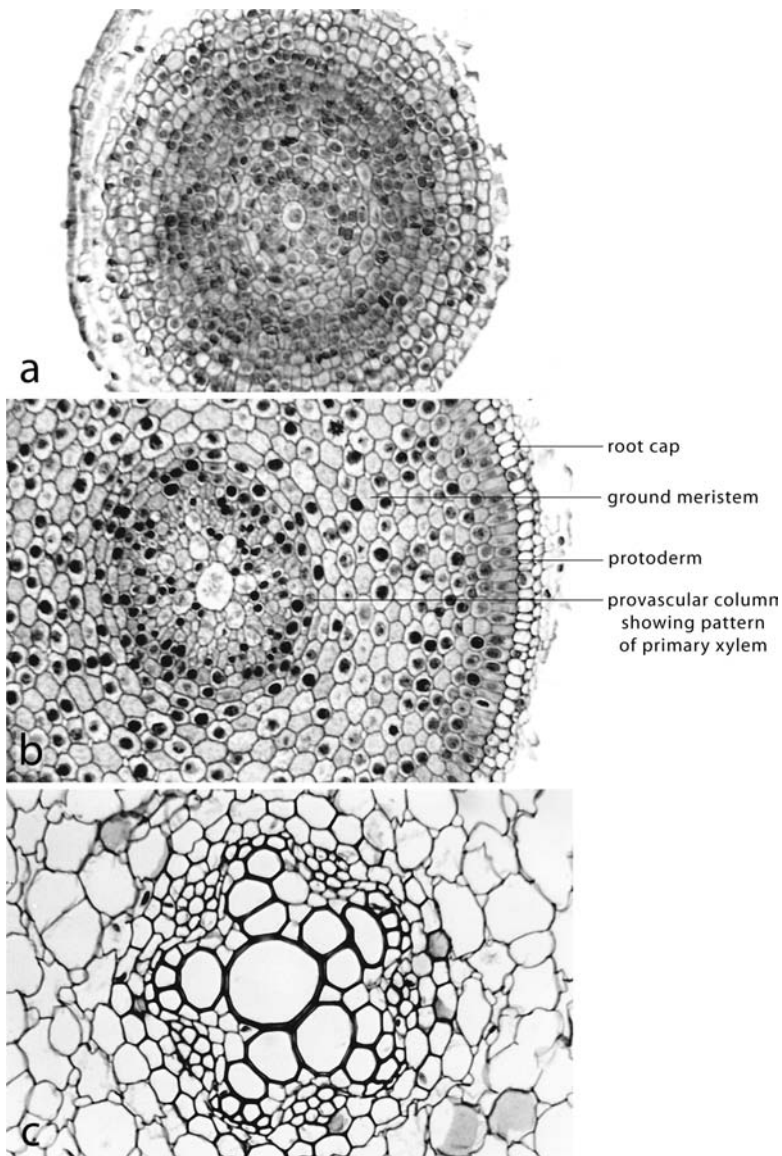 a
root cap
ground meristem
protoderm
provascular column
showing pattern
of primary xylem
b
c